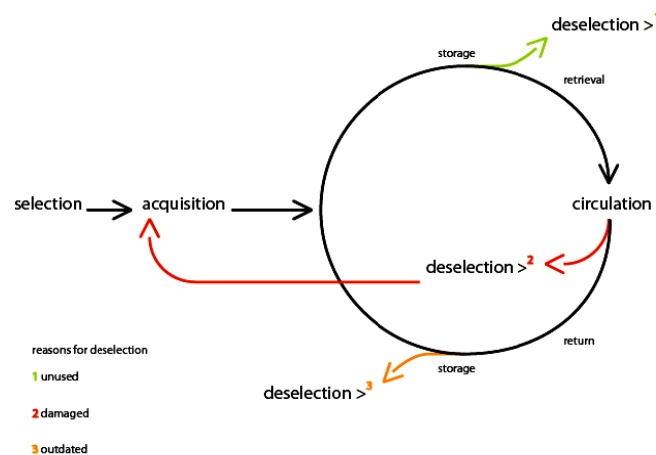 deselection >
storage
retrieval
selection
acquisition
circulation
deselection >2
reasons for deselection
return
storage
1 unused
deselection >3
2 damaged
3 outdated